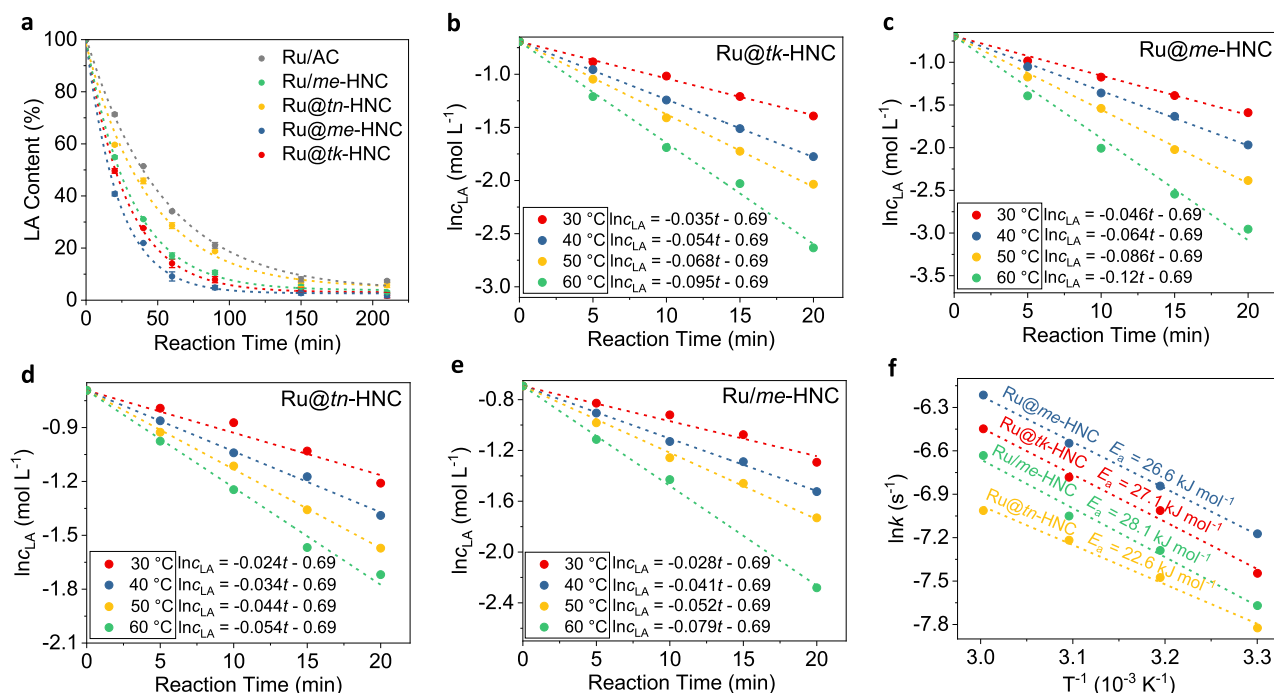 a
100
80
60
40
20
0
LA Content (%)
Ru/AC
Ru/me-HNC
Ru@tn-HNC
Ru@me-HNC
Ru@tk-HNC
0 50 100 150 200
Reaction Time (min)
b
Ru@tk-HNC
-1.0
-1.5
-2.0
-2.5
-3.0
lnc_LA (mol L⁻¹)
30 °C lnc_LA = -0.035t - 0.69
40 °C lnc_LA = -0.054t - 0.69
50 °C lnc_LA = -0.068t - 0.69
60 °C lnc_LA = -0.095t - 0.69
0 5 10 15 20
Reaction Time (min)
c
Ru@me-HNC
-1.0
-1.5
-2.0
-2.5
-3.0
-3.5
lnc_LA (mol L⁻¹)
30 °C lnc_LA = -0.046t - 0.69
40 °C lnc_LA = -0.064t - 0.69
50 °C lnc_LA = -0.086t - 0.69
60 °C lnc_LA = -0.12t - 0.69
0 5 10 15 20
Reaction Time (min)
d
Ru@tn-HNC
-0.9
-1.2
-1.5
-1.8
-2.1
lnc_LA (mol L⁻¹)
30 °C lnc_LA = -0.024t - 0.69
40 °C lnc_LA = -0.034t - 0.69
50 °C lnc_LA = -0.044t - 0.69
60 °C lnc_LA = -0.054t - 0.69
0 5 10 15 20
Reaction Time (min)
e
Ru/me-HNC
-0.8
-1.2
-1.6
-2.0
-2.4
lnc_LA (mol L⁻¹)
30 °C lnc_LA = -0.028t - 0.69
40 °C lnc_LA = -0.041t - 0.69
50 °C lnc_LA = -0.052t - 0.69
60 °C lnc_LA = -0.079t - 0.69
0 5 10 15 20
Reaction Time (min)
f
-6.3
-6.6
-6.9
-7.2
-7.5
-7.8
lnk (s⁻¹)
Ru@me-HNC E_a = 26.6 kJ mol⁻¹
Ru@tk-HNC E_a = 27.1 kJ mol⁻¹
Ru/me-HNC E_a = 28.1 kJ mol⁻¹
Ru@tn-HNC E_a = 22.6 kJ mol⁻¹
3.0 3.1 3.2 3.3
T⁻¹ (10⁻³ K⁻¹)